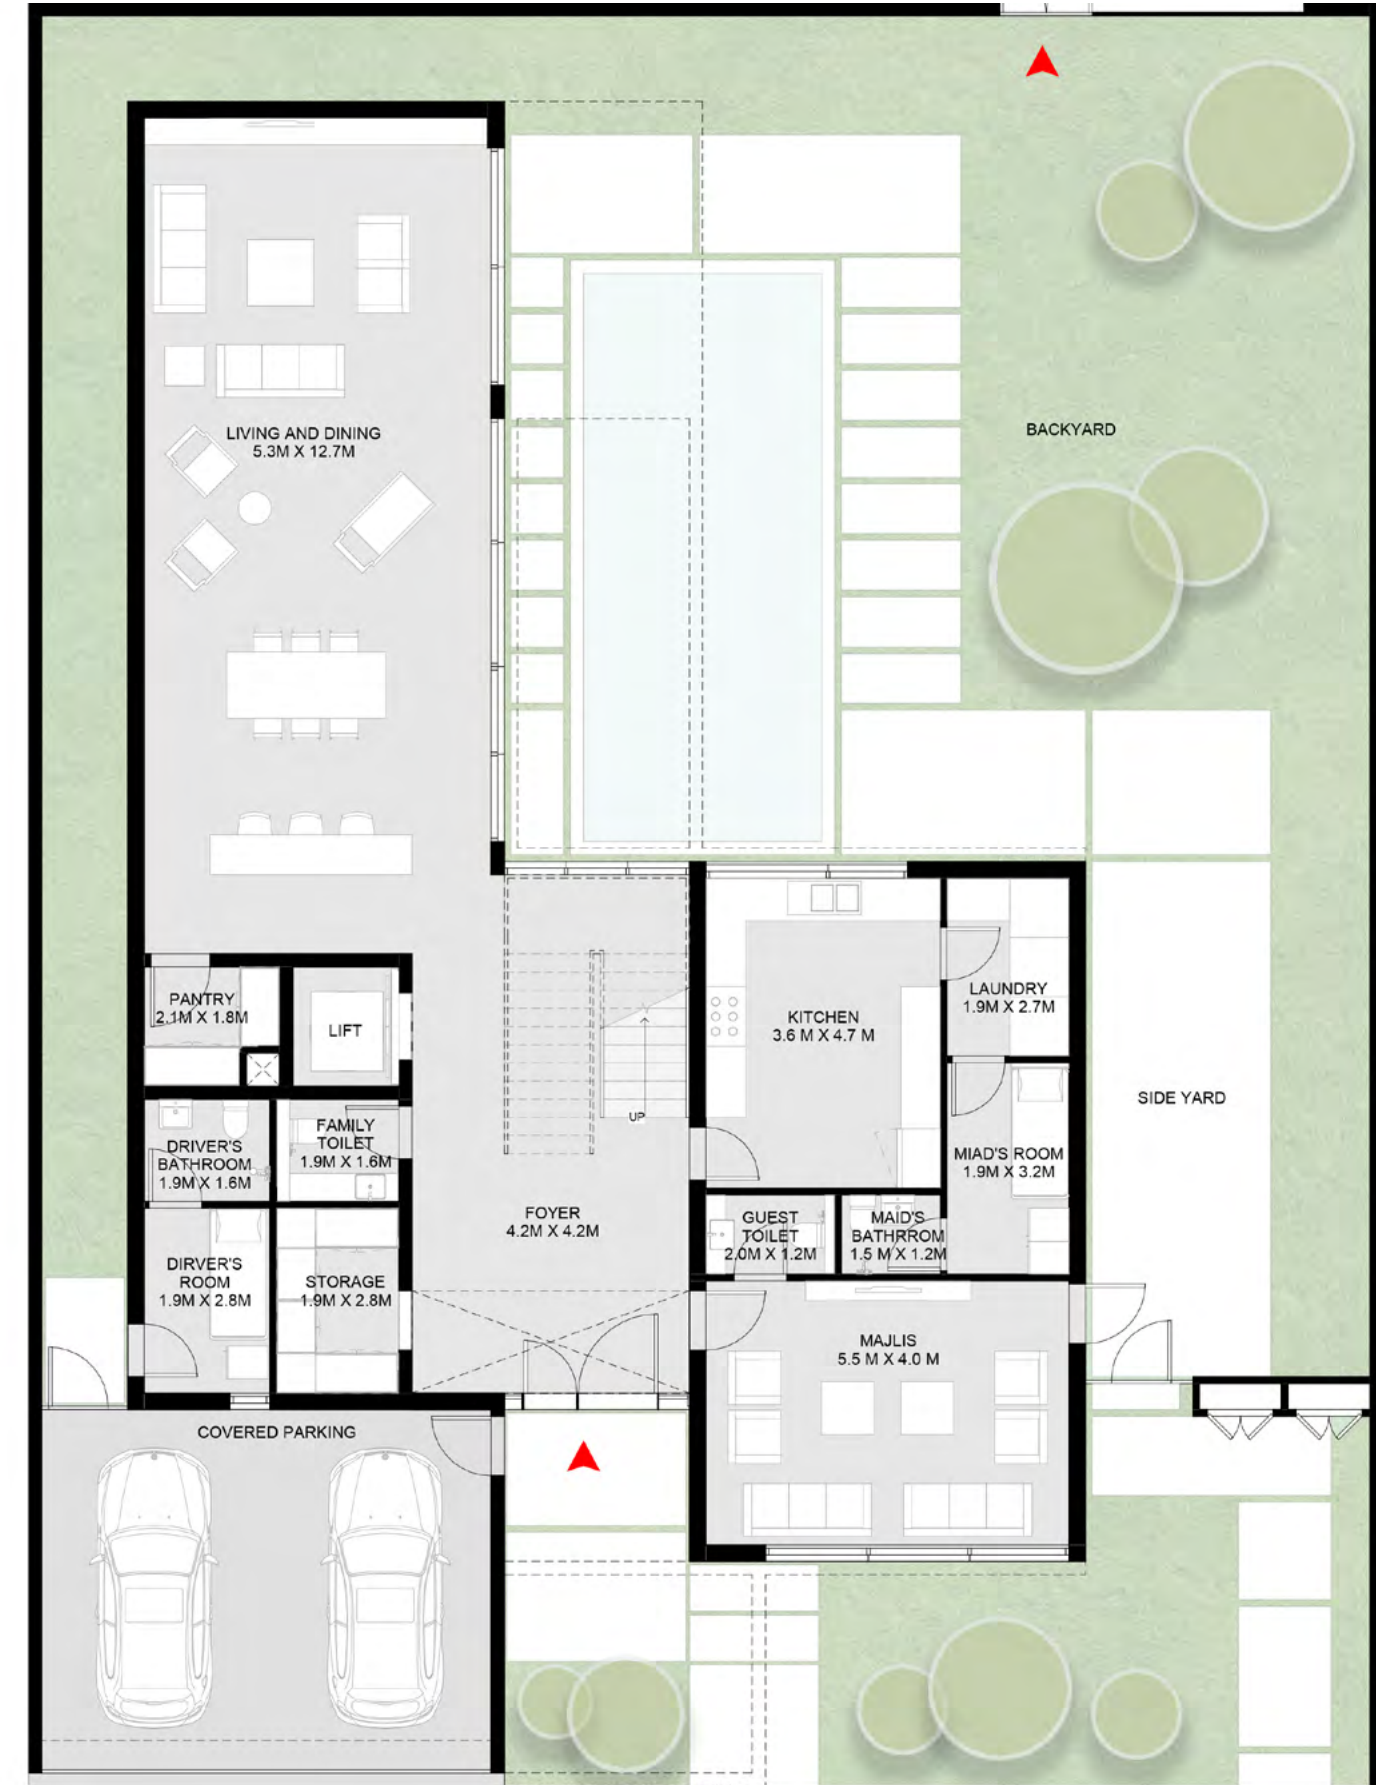 LIVING AND DINING
5.3M X 12.7M
BACKYARD
PANTRY
2.1M X 1.8M
LIFT
KITCHEN
3.6 M X 4.7 M
LAUNDRY
1.9M X 2.7M
SIDE YARD
UP
DRIVER'S
BATHROOM
1.9M X 1.6M
FAMILY
TOILET
1.9M X 1.6M
MIAD'S ROOM
1.9M X 3.2M
FOYER
4.2M X 4.2M
GUEST
TOILET
2.0M X 1.2M
MAID'S
BATHRROM
1.5 M X 1.2M
DIRVER'S
ROOM
1.9M X 2.8M
STORAGE
1.9M X 2.8M
MAJLIS
5.5 M X 4.0 M
COVERED PARKING